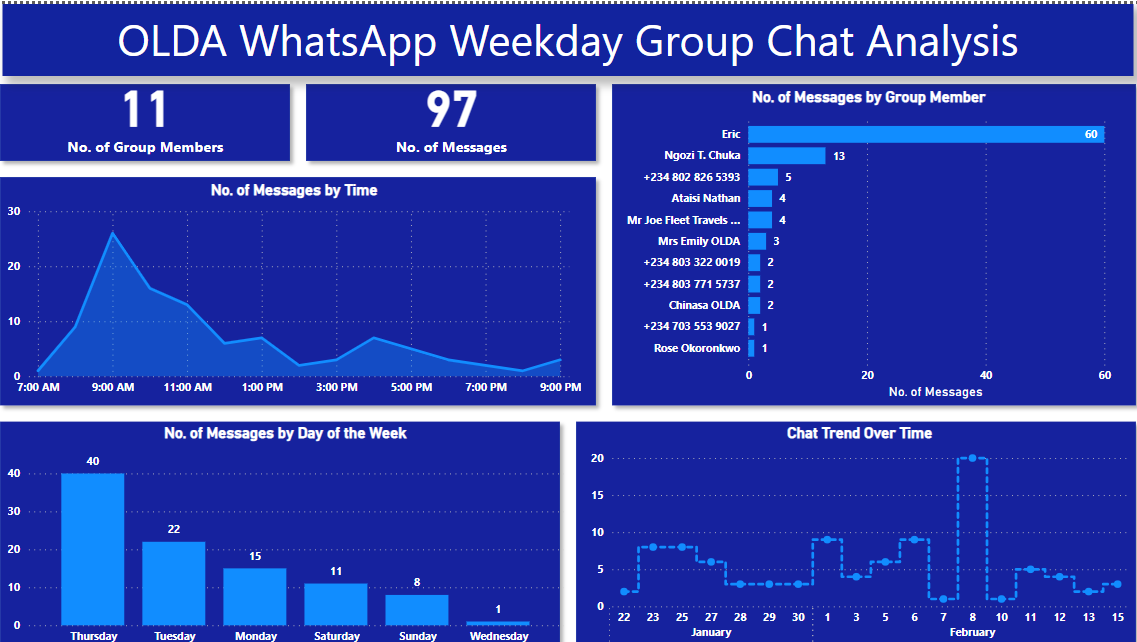 OLDA WhatsApp Weekday Group Chat Analysis
11
No. of Group Members
97
No. of Messages
No. of Messages by Group Member
Eric 60
Ngozi T. Chuka 13
+234 802 826 5393 5
Ataisi Nathan 4
Mr Joe Fleet Travels ... 4
Mrs Emily OLDA 3
+234 803 322 0019 2
+234 803 771 5737 2
Chinasa OLDA 2
+234 703 553 9027 1
Rose Okoronkwo 1
0 20 40 60
No. of Messages
No. of Messages by Time
30
20
10
0
7:00 AM 9:00 AM 11:00 AM 1:00 PM 3:00 PM 5:00 PM 7:00 PM 9:00 PM
No. of Messages by Day of the Week
40
30
20
10
0
40 22 15 11 8 1
Thursday Tuesday Monday Saturday Sunday Wednesday
Chat Trend Over Time
20
15
10
5
0
22 23 25 27 28 29 30 1 2 3 5 6 7 8 10 11 12 13 15
January February